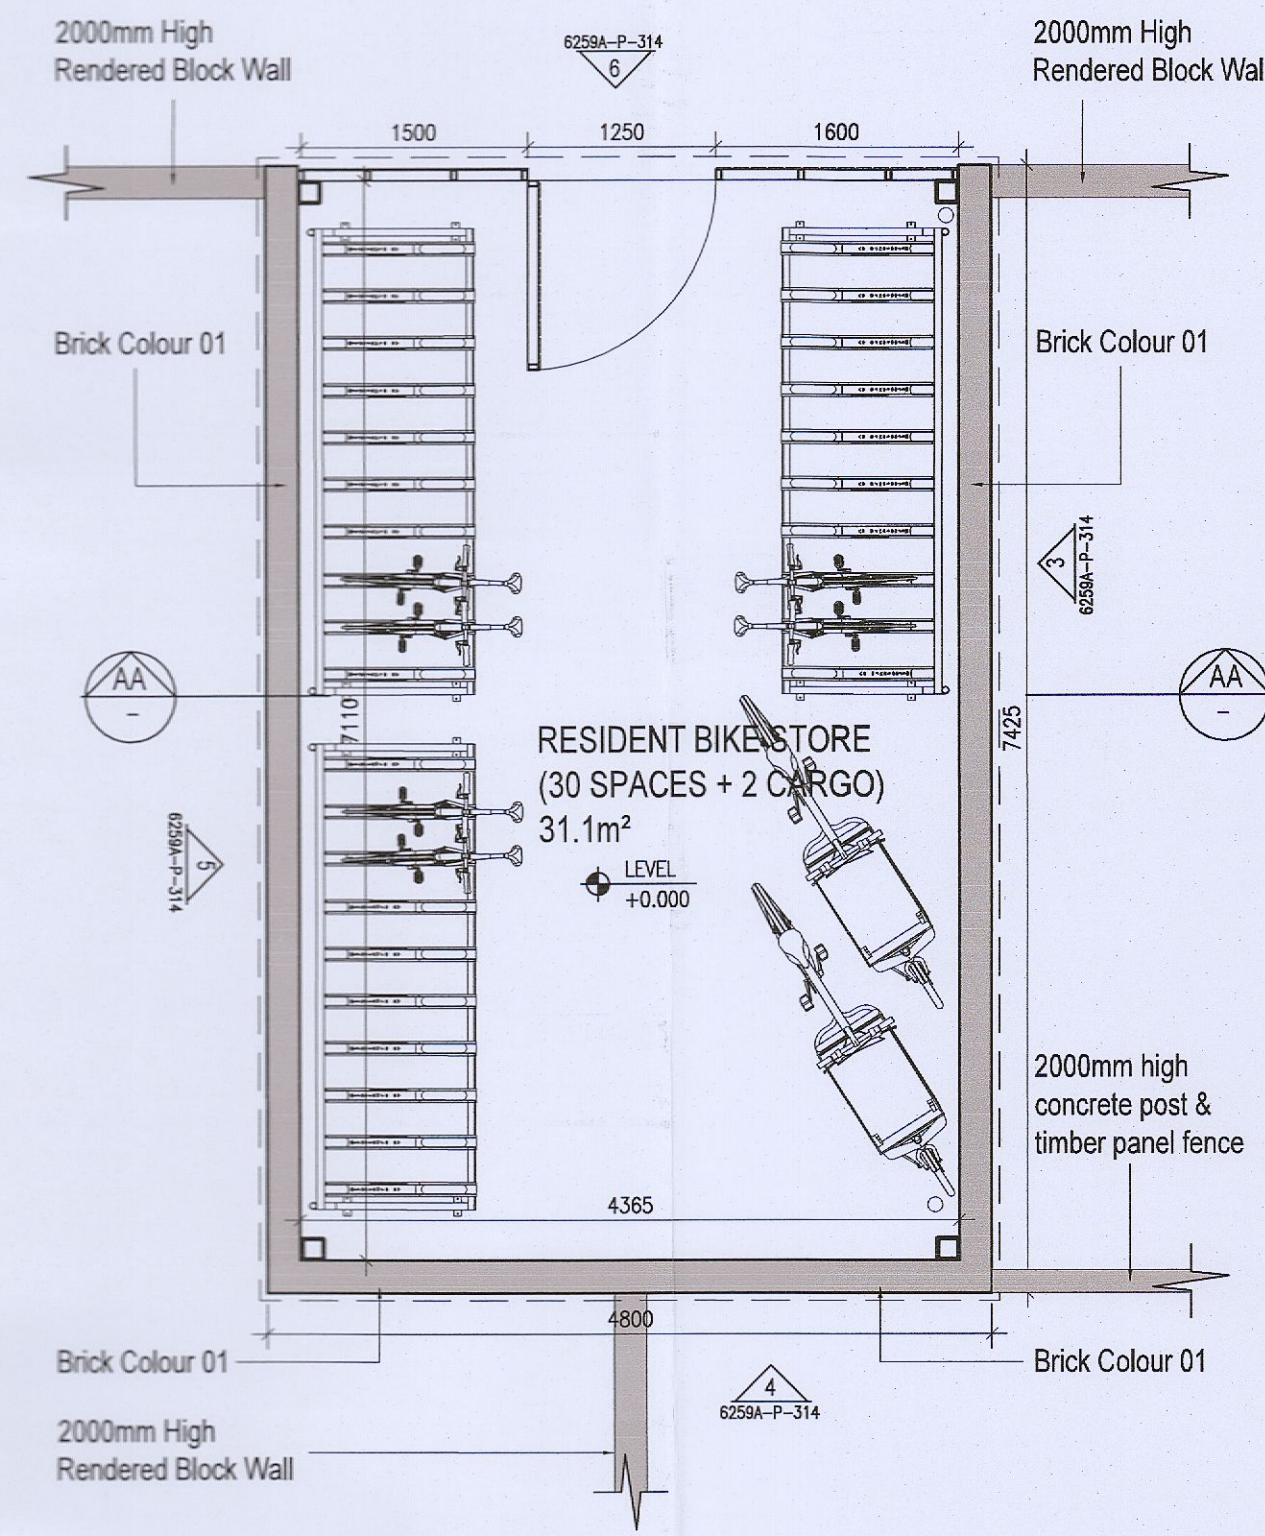 2000mm High
Rendered Block Wall
6259A-P-314
6
2000mm High
Rendered Block Wal
1500
1250
1600
Brick Colour 01
Brick Colour 01
3
6259A-P-314
AA
-
AA
-
7110
7425
RESIDENT BIKE STORE
(30 SPACES + 2 CARGO)
31.1m²
LEVEL
+0.000
5
6259A-P-314
2000mm high
concrete post &
timber panel fence
4365
4800
Brick Colour 01
Brick Colour 01
4
6259A-P-314
2000mm High
Rendered Block Wall